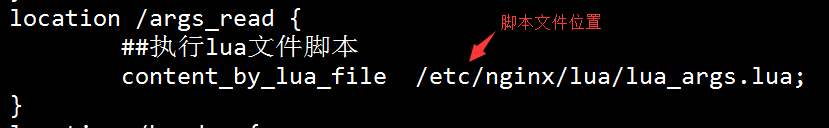 location /args_read {
脚本文件位置
##执行lua文件脚本
content_by_lua_file  /etc/nginx/lua/lua_args.lua;
}